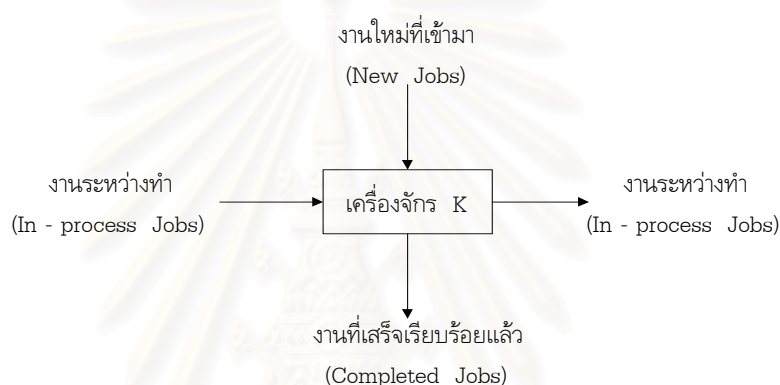 งานใหม่ที่เข้ามา
(New Jobs)
งานระหว่างทำ
(In - process Jobs)
เครื่องจักร K
งานระหว่างทำ
(In - process Jobs)
งานที่เสร็จเรียบร้อยแล้ว
(Completed Jobs)